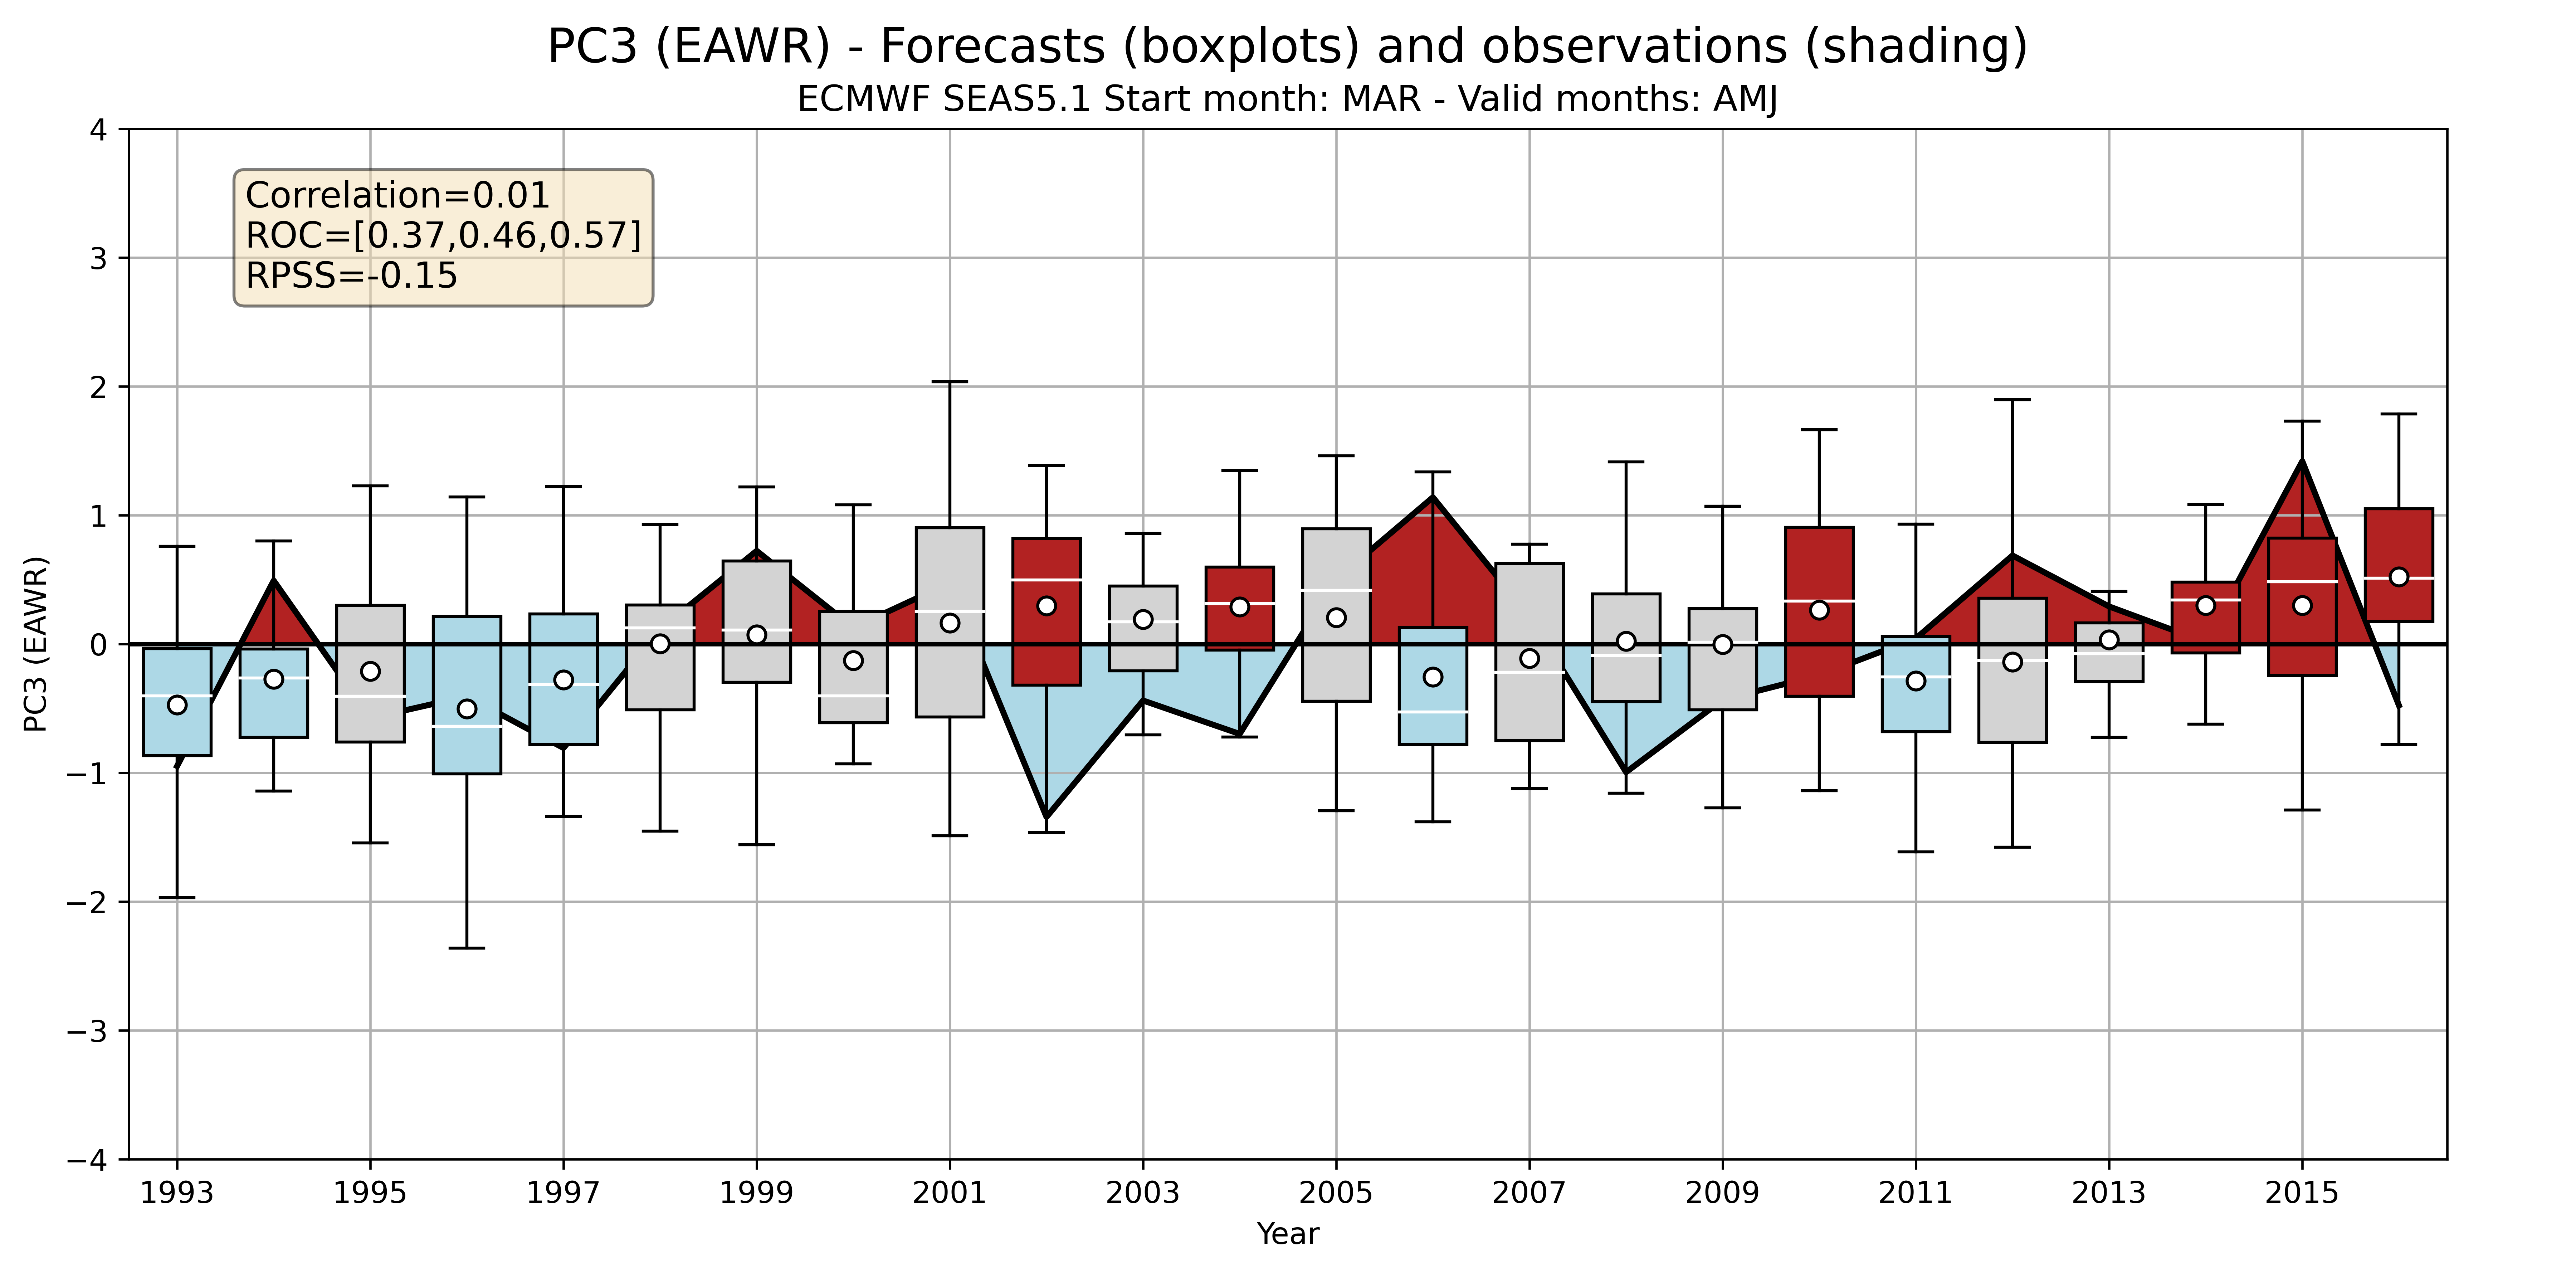 PC3 (EAWR) - Forecasts (boxplots) and observations (shading)
ECMWF SEAS5.1 Start month: MAR - Valid months: AMJ
Correlation=0.01
ROC=[0.37,0.46,0.57]
RPSS=-0.15
PC3 (EAWR)
4
3
2
1
0
−1
−2
−3
−4
1993 1995 1997 1999 2001 2003 2005 2007 2009 2011 2013 2015
Year